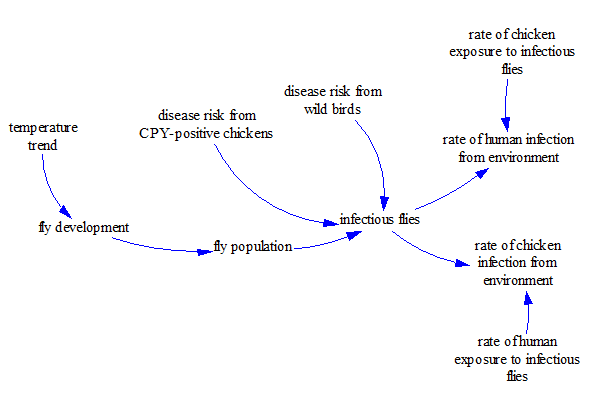 rate of chicken
exposure to infectious
flies
disease risk from
wild birds
disease risk from
CPY-positive chickens
temperature
trend
rate of human infection
from environment
infectious flies
fly development
fly population
rate of chicken
infection from
environment
rate of human
exposure to infectious
flies